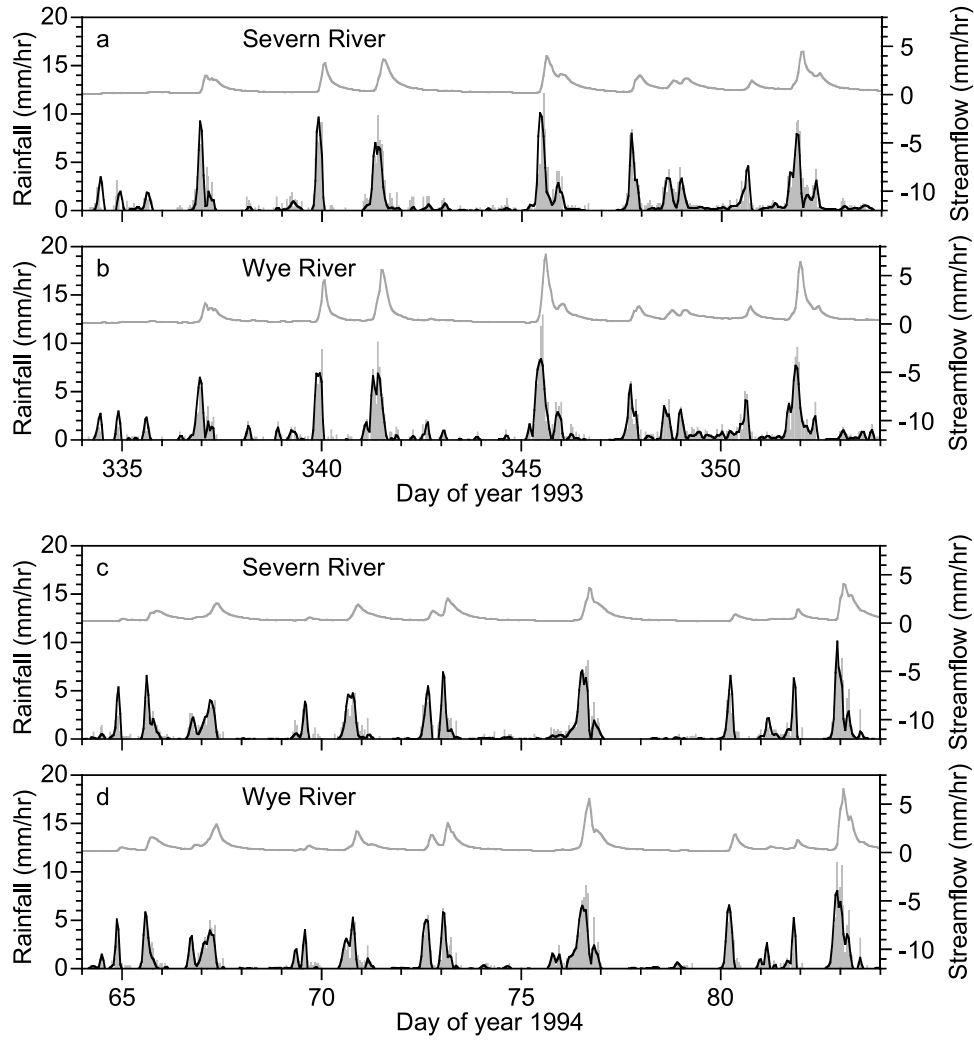 20
15
10
5
0
Rainfall (mm/hr)
a
Severn River
5
0
-5
-10
Streamflow (mm/hr)
20
15
10
5
0
Rainfall (mm/hr)
b
Wye River
5
0
-5
-10
Streamflow (mm/hr)
335
340
345
350
Day of year 1993
20
15
10
5
0
Rainfall (mm/hr)
c
Severn River
5
0
-5
-10
Streamflow (mm/hr)
20
15
10
5
0
Rainfall (mm/hr)
d
Wye River
5
0
-5
-10
Streamflow (mm/hr)
65
70
75
80
Day of year 1994